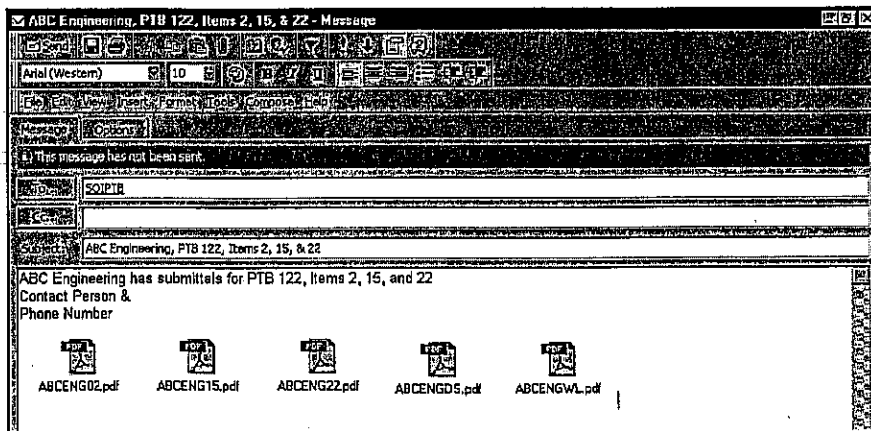 ABC Engineering, PTB 122, Items 2, 15, & 22 - Message
Send
Arial (Western) 10
File Edit View Insert Format Tools Compose Help
Message Options
This message has not been sent.
To... SOIPTB
Cc...
Subject: ABC Engineering, PTB 122, Items 2, 15, & 22
ABC Engineering has submittals for PTB 122, Items 2, 15, and 22
Contact Person &
Phone Number
PDF PDF PDF PDF PDF
ABCENG02.pdf ABCENG15.pdf ABCENG22.pdf ABCENGDS.pdf ABCENGWL.pdf